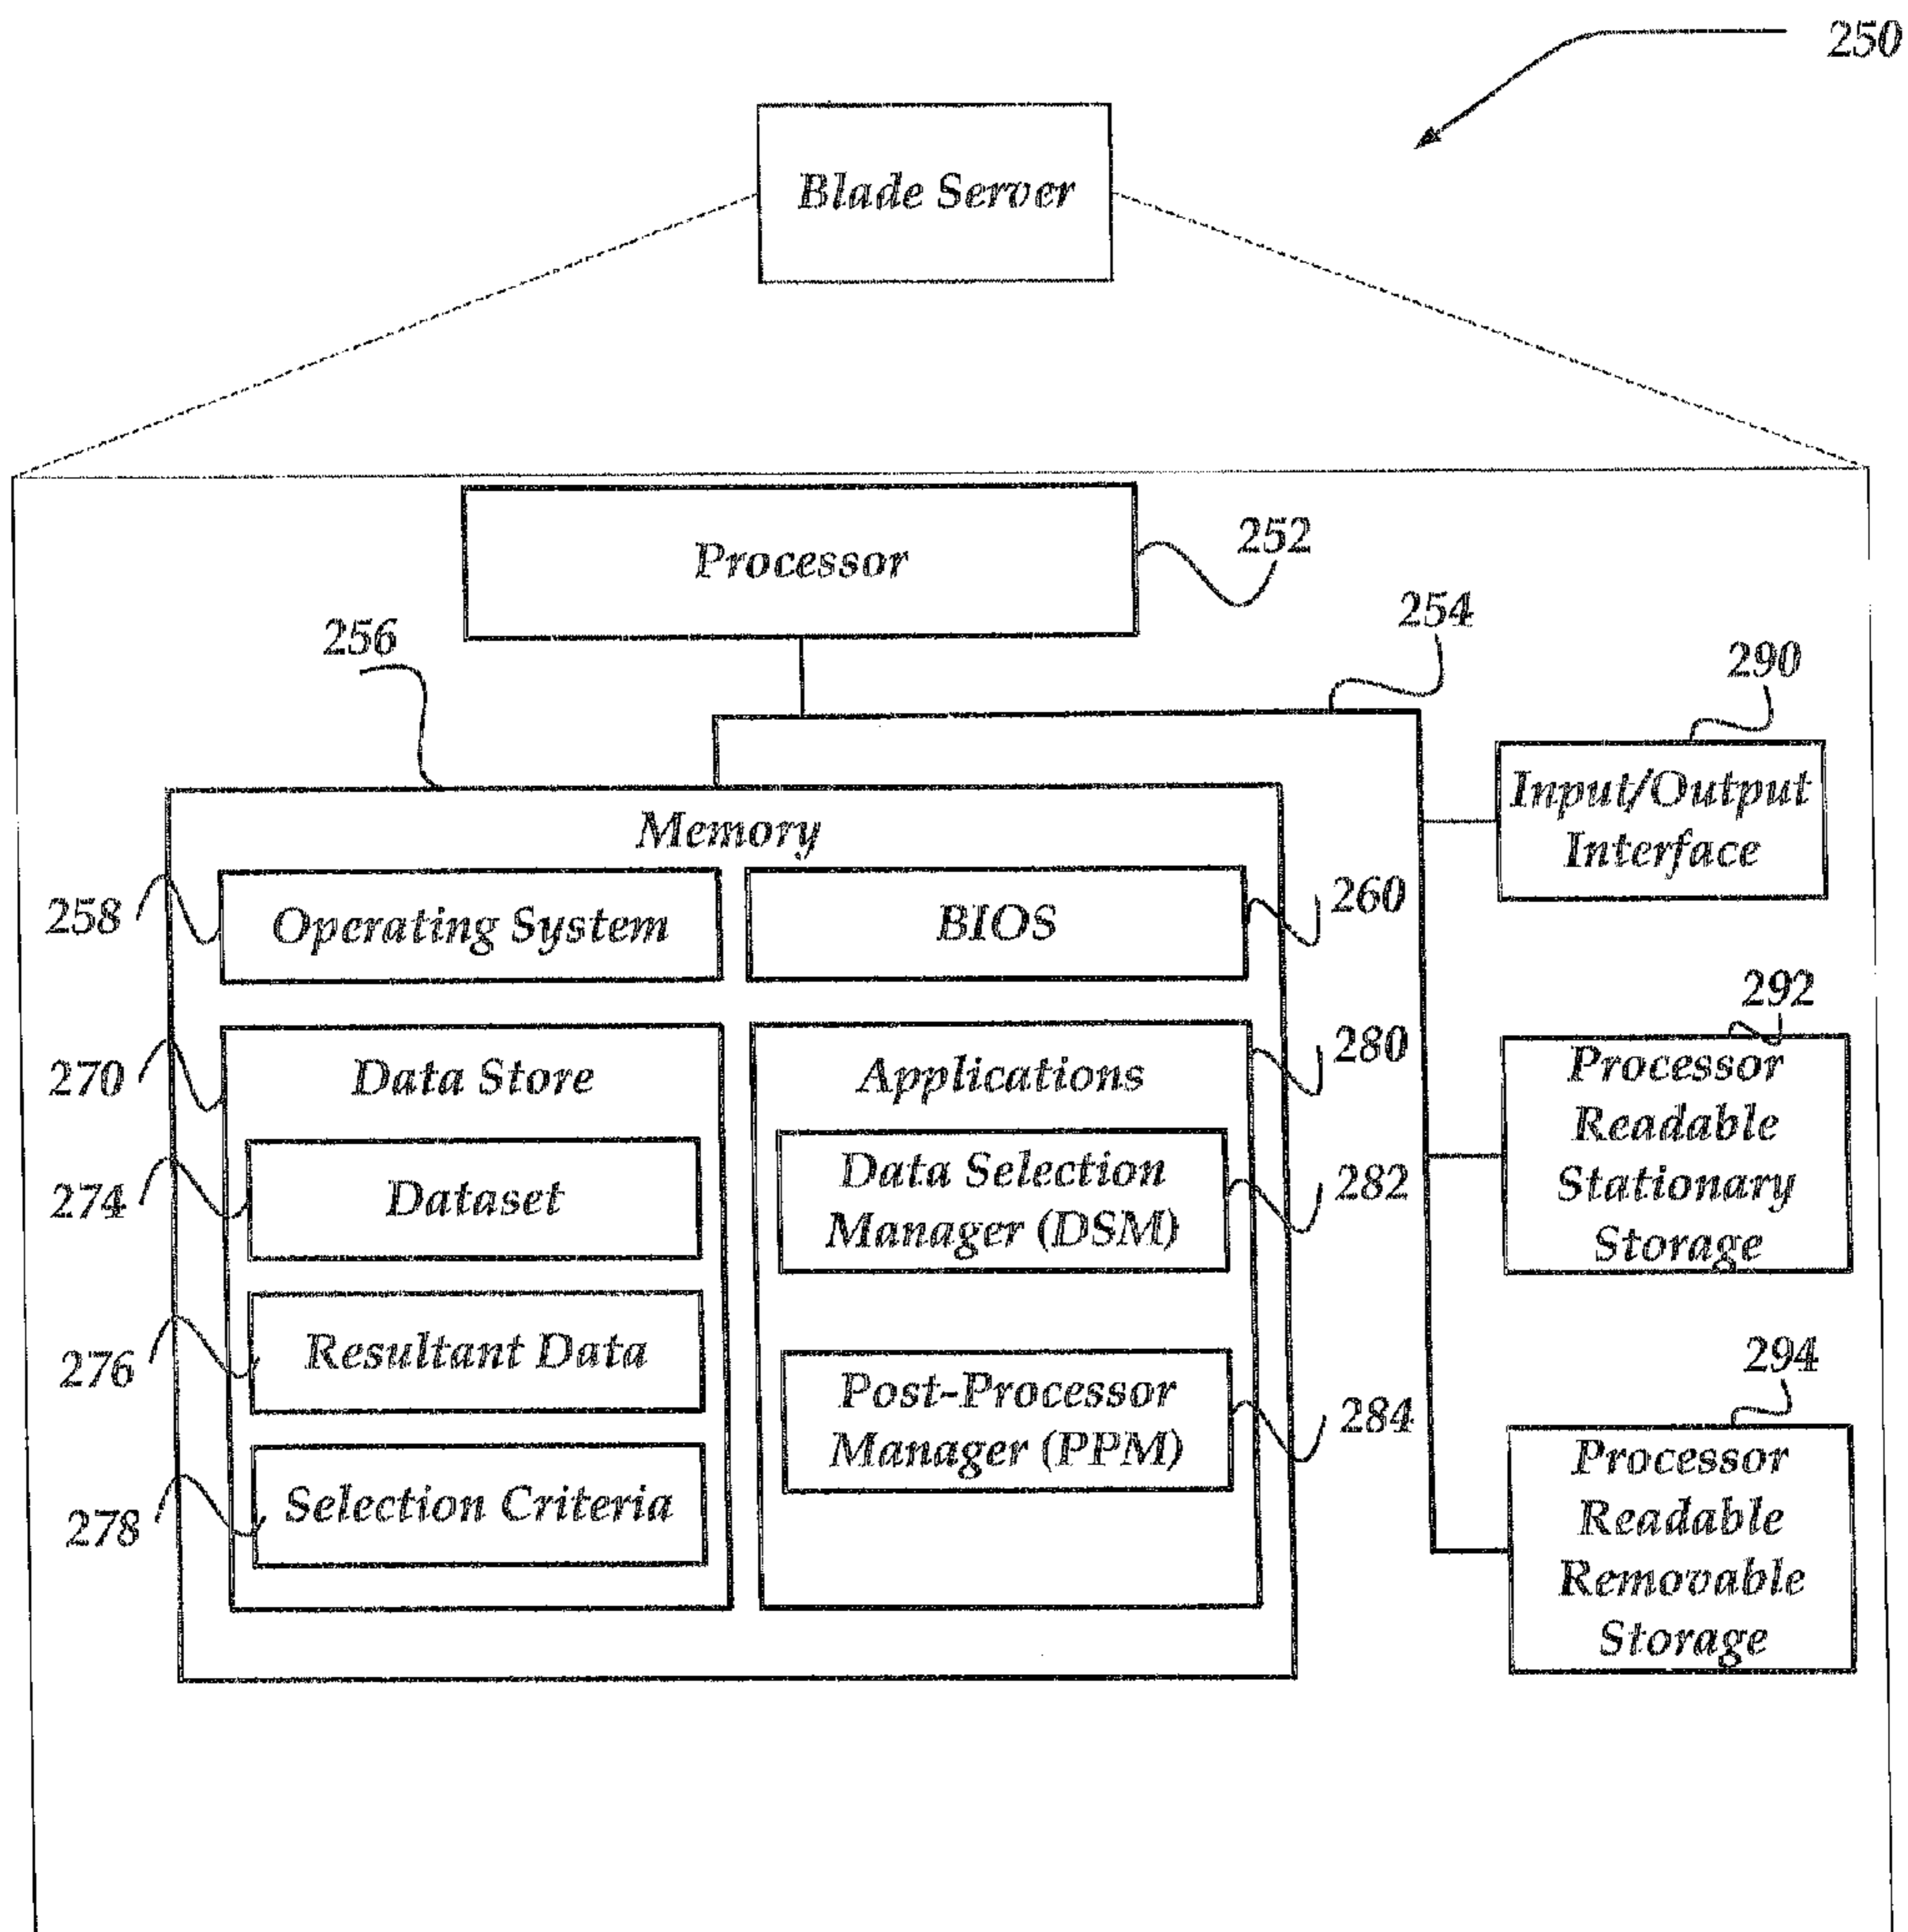 250
Blade Server
Processor
252
254
256
290
Input/Output
Interface
Memory
258
Operating System
BIOS
260
292
Processor
Readable
Stationary
Storage
270
Data Store
Applications
280
274
Dataset
Data Selection
Manager (DSM)
282
276
Resultant Data
Post-Processor
Manager (PPM)
284
294
Processor
Readable
Removable
Storage
278
Selection Criteria